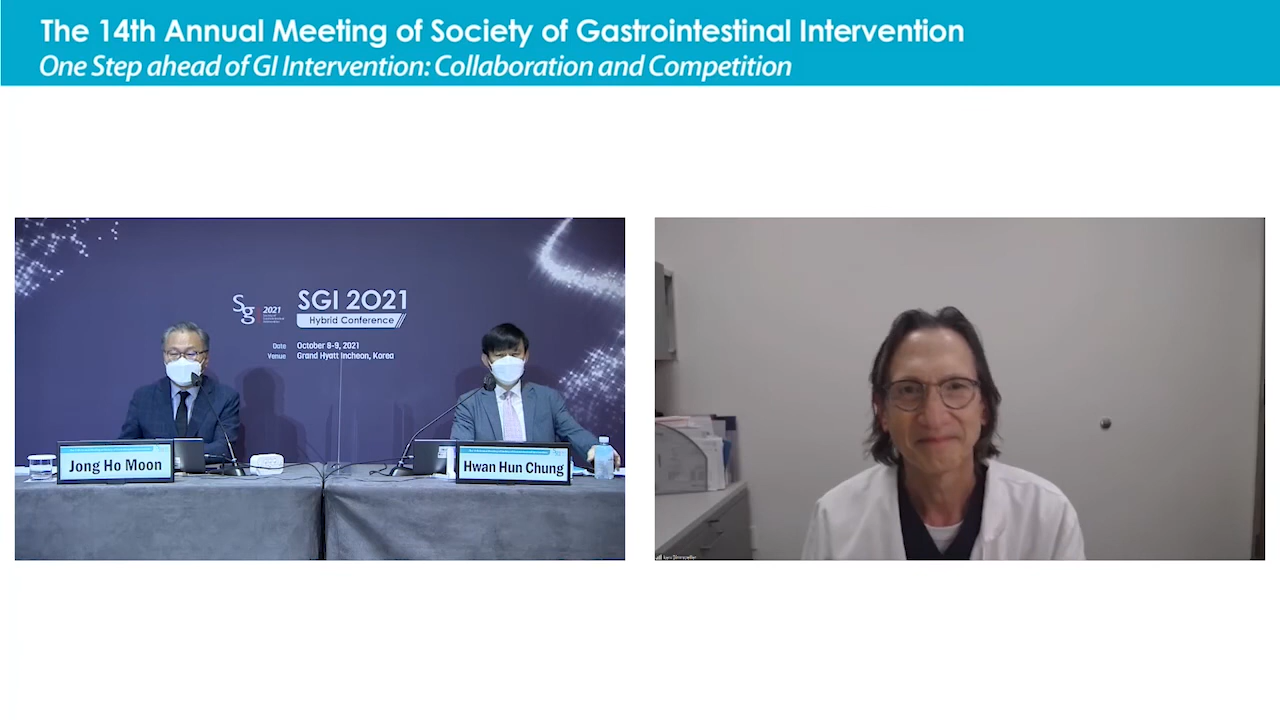 The 14th Annual Meeting of Society of Gastrointestinal Intervention
One Step ahead of GI Intervention: Collaboration and Competition
Sgi 2021
SGI 2021
Hybrid Conference
Date October 8-9, 2021
Venue Grand Hyatt Incheon, Korea
Jong Ho Moon
Hwan Hun Chung